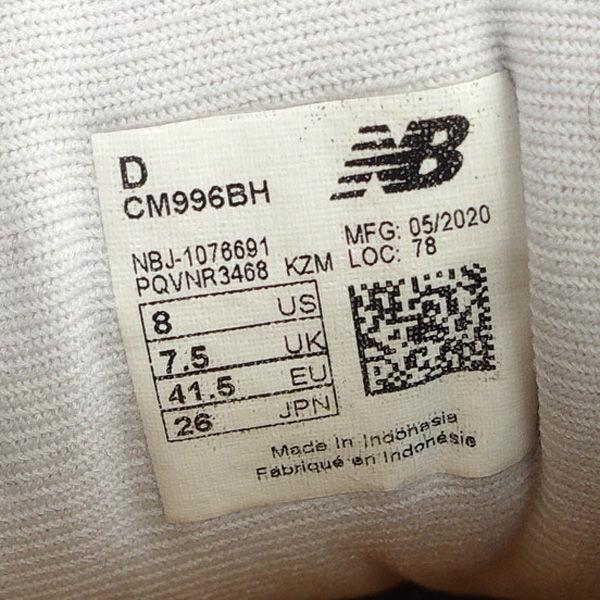 D
CM996BH
NB
NBJ-1076691
PQVNR3468 KZM
MFG: 05/2020
LOC: 78
8 US
7.5 UK
41.5 EU
26 JPN
Made in Indonesia
Fabriqué en Indonésie